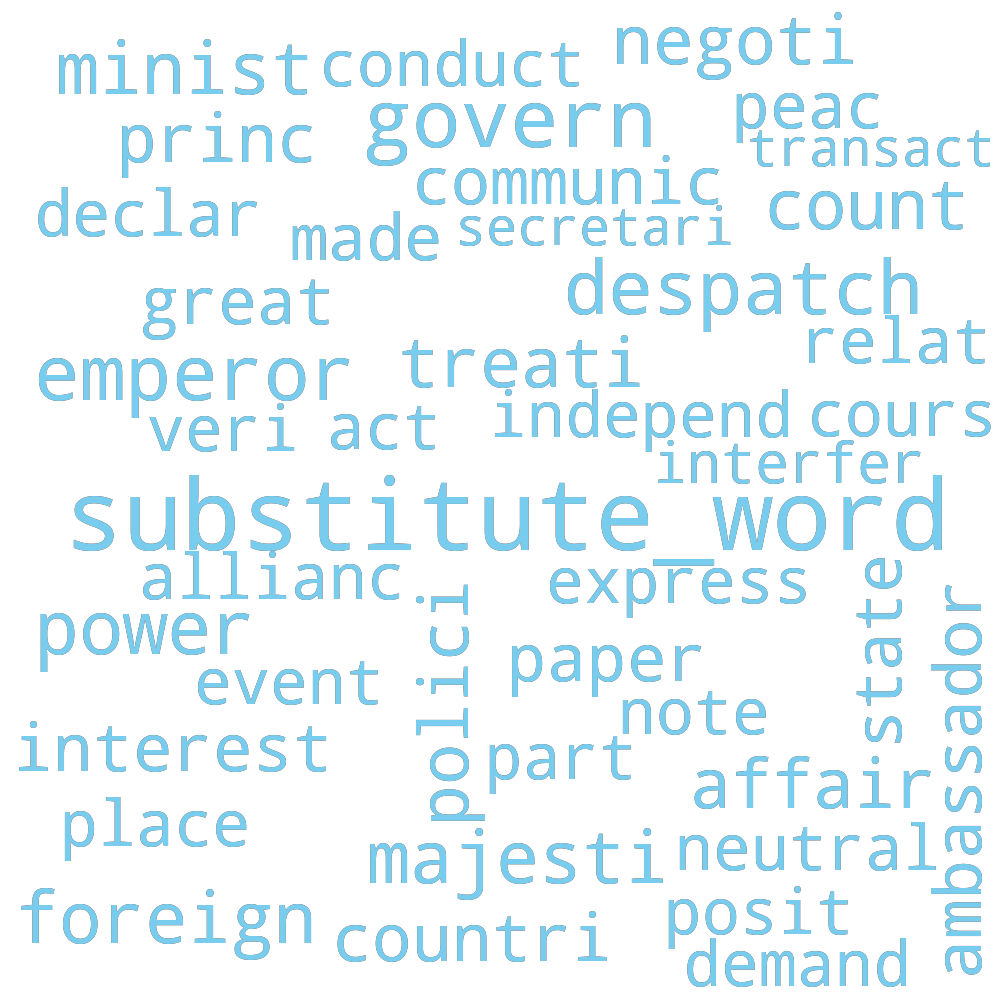 negoti
minist conduct
govern
peac
princ
transact
communic
count
declar
made
secretari
despatch
great
relat
emperor
treati
independ
cours
veri
act
interfer
substitute_word
allianc
express
state
power
polici
ambassador
paper
event
note
interest
part
affair
place
majesti
neutral
foreign
posit
countri
demand